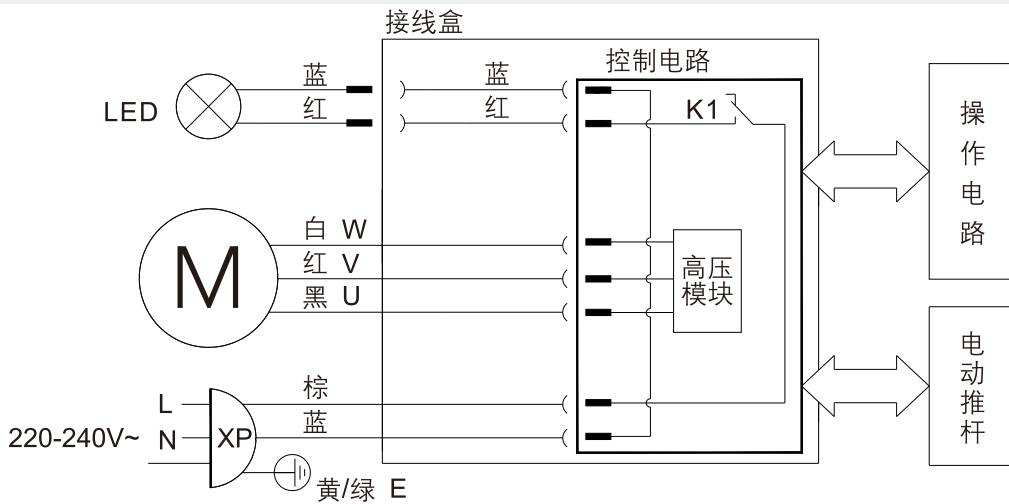 接线盒
控制电路
LED
蓝
红
蓝
红
K1
操作电路
M
白 W
红 V
黑 U
高压
模块
220-240V~
L
N
XP
棕
蓝
黄/绿 E
电动推杆